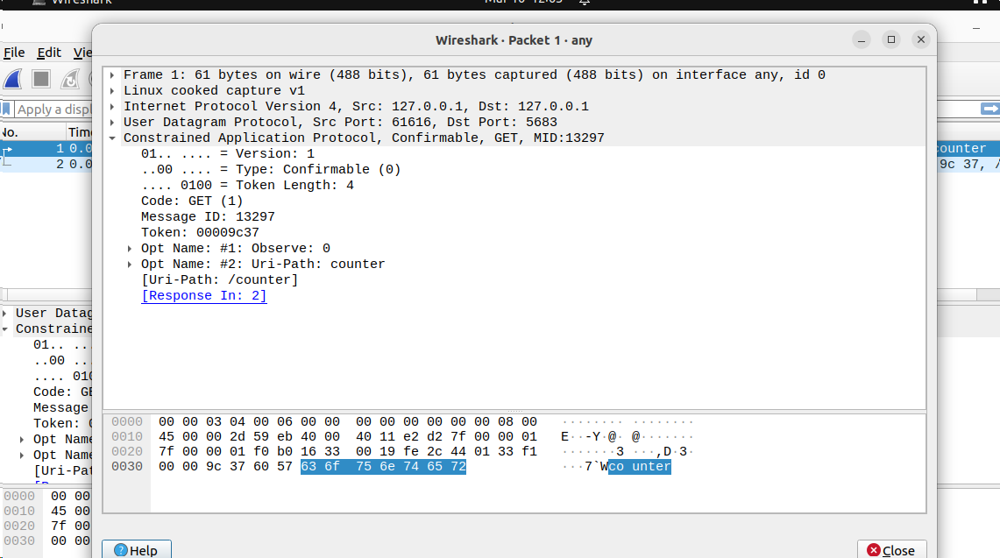 Wireshark
Mar 10 12:03
Wireshark · Packet 1 · any
File Edit Vie
Apply a displ
No. Time
1 0.0
counter
2 0.0
9c 37, /
Frame 1: 61 bytes on wire (488 bits), 61 bytes captured (488 bits) on interface any, id 0
Linux cooked capture v1
Internet Protocol Version 4, Src: 127.0.0.1, Dst: 127.0.0.1
User Datagram Protocol, Src Port: 61616, Dst Port: 5683
Constrained Application Protocol, Confirmable, GET, MID:13297
01.. .... = Version: 1
..00 .... = Type: Confirmable (0)
.... 0100 = Token Length: 4
Code: GET (1)
Message ID: 13297
Token: 00009c37
Opt Name: #1: Observe: 0
Opt Name: #2: Uri-Path: counter
[Uri-Path: /counter]
[Response In: 2]
0000 00 00 03 04 00 06 00 00 00 00 00 00 00 00 08 00 ········ ········
0010 45 00 00 2d 59 eb 40 00 40 11 e2 d2 7f 00 00 01 E··-Y·@· @·······
0020 7f 00 00 01 f0 b0 16 33 00 19 fe 2c 44 01 33 f1 ·······3 ···,D·3·
0030 00 00 9c 37 60 57 63 6f 75 6e 74 65 72 ···7`Wco unter
Help
Close
User Datag
Constraine
01.. ..
..00 ..
.... 010
Code: GE
Message
Token: 0
Opt Name
Opt Name
[Uri-Pat
0000 00 00
0010 45 00
0020 7f 00
0030 00 00